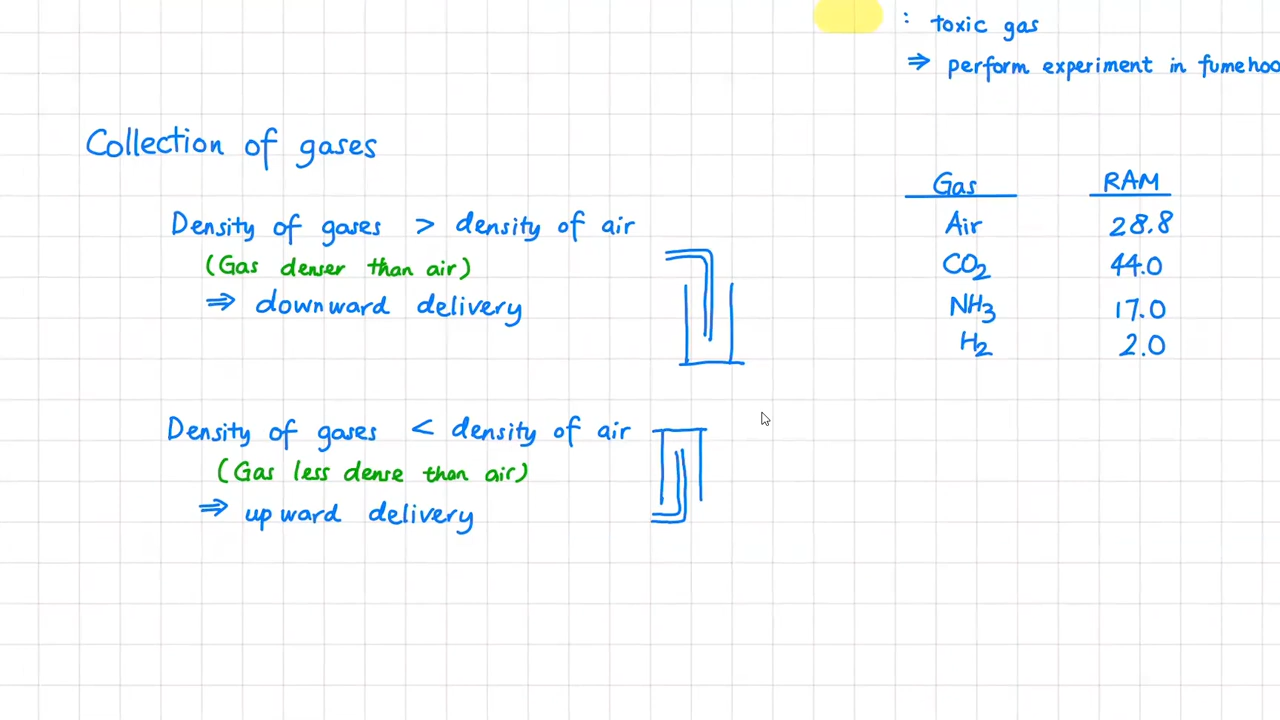 : toxic gas
⇒ perform experiment in fumehoo
Collection of gases
Density of gases > density of air
(Gas denser than air)
⇒ downward delivery
Density of gases < density of air
(Gas less dense than air)
⇒ upward delivery
Gas RAM
Air 28.8
CO₂ 44.0
NH₃ 17.0
H₂ 2.0